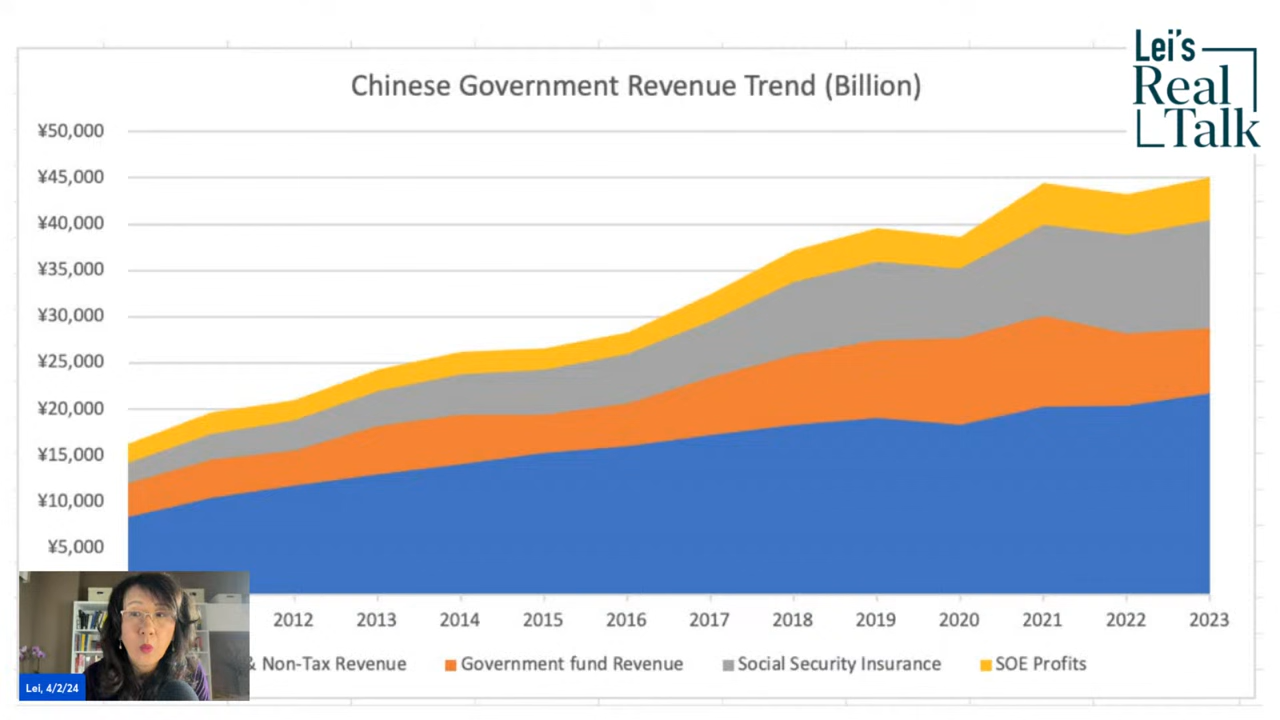 Lei's
Real
Talk
Chinese Government Revenue Trend (Billion)
¥50,000
¥45,000
¥40,000
¥35,000
¥30,000
¥25,000
¥20,000
¥15,000
¥10,000
¥5,000
2012 2013 2014 2015 2016 2017 2018 2019 2020 2021 2022 2023
& Non-Tax Revenue Government fund Revenue Social Security Insurance SOE Profits
Lei, 4/2/24